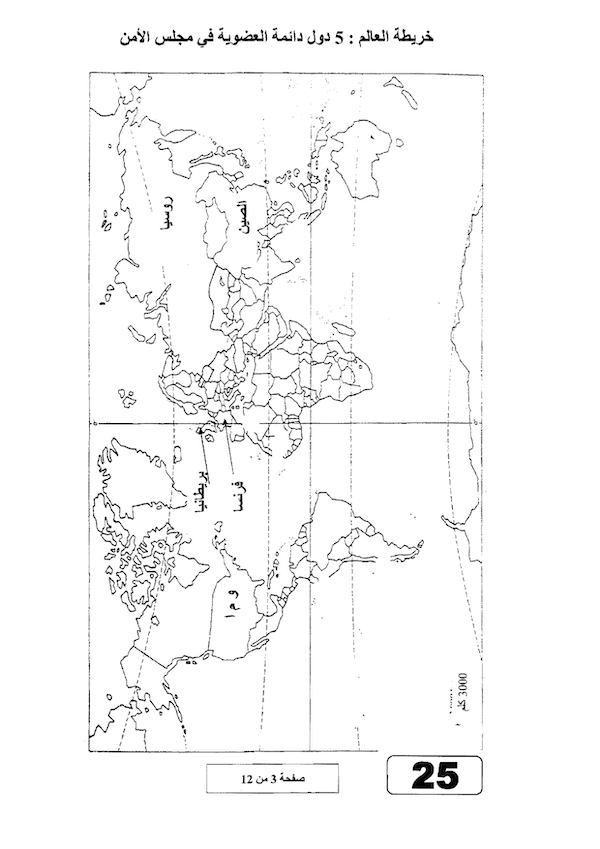 خريطة العالم : 5 دول دائمة العضوية في مجلس الأمن
روسيا
الصين
بريطانيا
فرنسا
و م ا
3000 كلم
صفحة 3 من 12
25